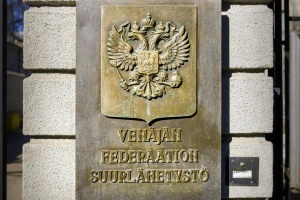 VENÄJÄN
FEDERAATION
SUURLÄHETYSTÖ